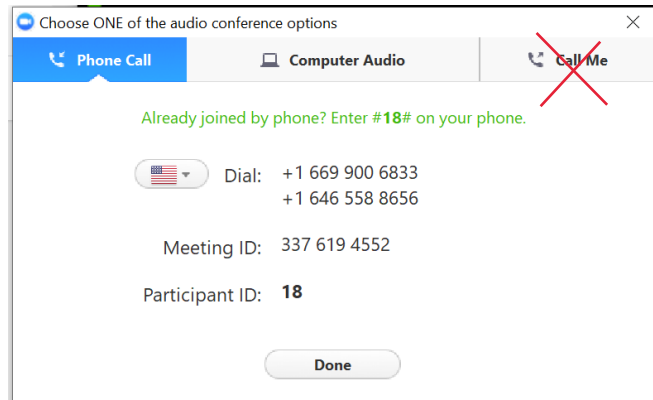 Choose ONE of the audio conference options
Phone Call
Computer Audio
Call Me
Already joined by phone? Enter #18# on your phone.
Dial: +1 669 900 6833
+1 646 558 8656
Meeting ID: 337 619 4552
Participant ID: 18
Done